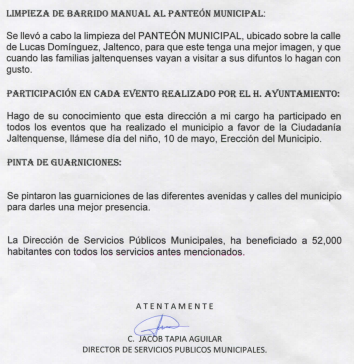 LIMPIEZA DE BARRIDO MANUAL AL PANTEÓN MUNICIPAL:
Se llevó a cabo la limpieza del PANTEÓN MUNICIPAL, ubicado sobre la calle
de Lucas Domínguez, Jaltenco, para que este tenga una mejor imagen, y que
cuando las familias jaltenquenses vayan a visitar a sus difuntos lo hagan con
gusto.
PARTICIPACIÓN EN CADA EVENTO REALIZADO POR EL H. AYUNTAMIENTO:
Hago de su conocimiento que esta dirección a mi cargo ha participado en
todos los eventos que ha realizado el municipio a favor de la Ciudadanía
Jaltenquense, llámese día del niño, 10 de mayo, Erección del Municipio.
PINTA DE GUARNICIONES:
Se pintaron las guarniciones de las diferentes avenidas y calles del municipio
para darles una mejor presencia.
La Dirección de Servicios Públicos Municipales, ha beneficiado a 52,000
habitantes con todos los servicios antes mencionados.
ATENTAMENTE
C. JACOB TAPIA AGUILAR
DIRECTOR DE SERVICIOS PUBLICOS MUNICIPALES.